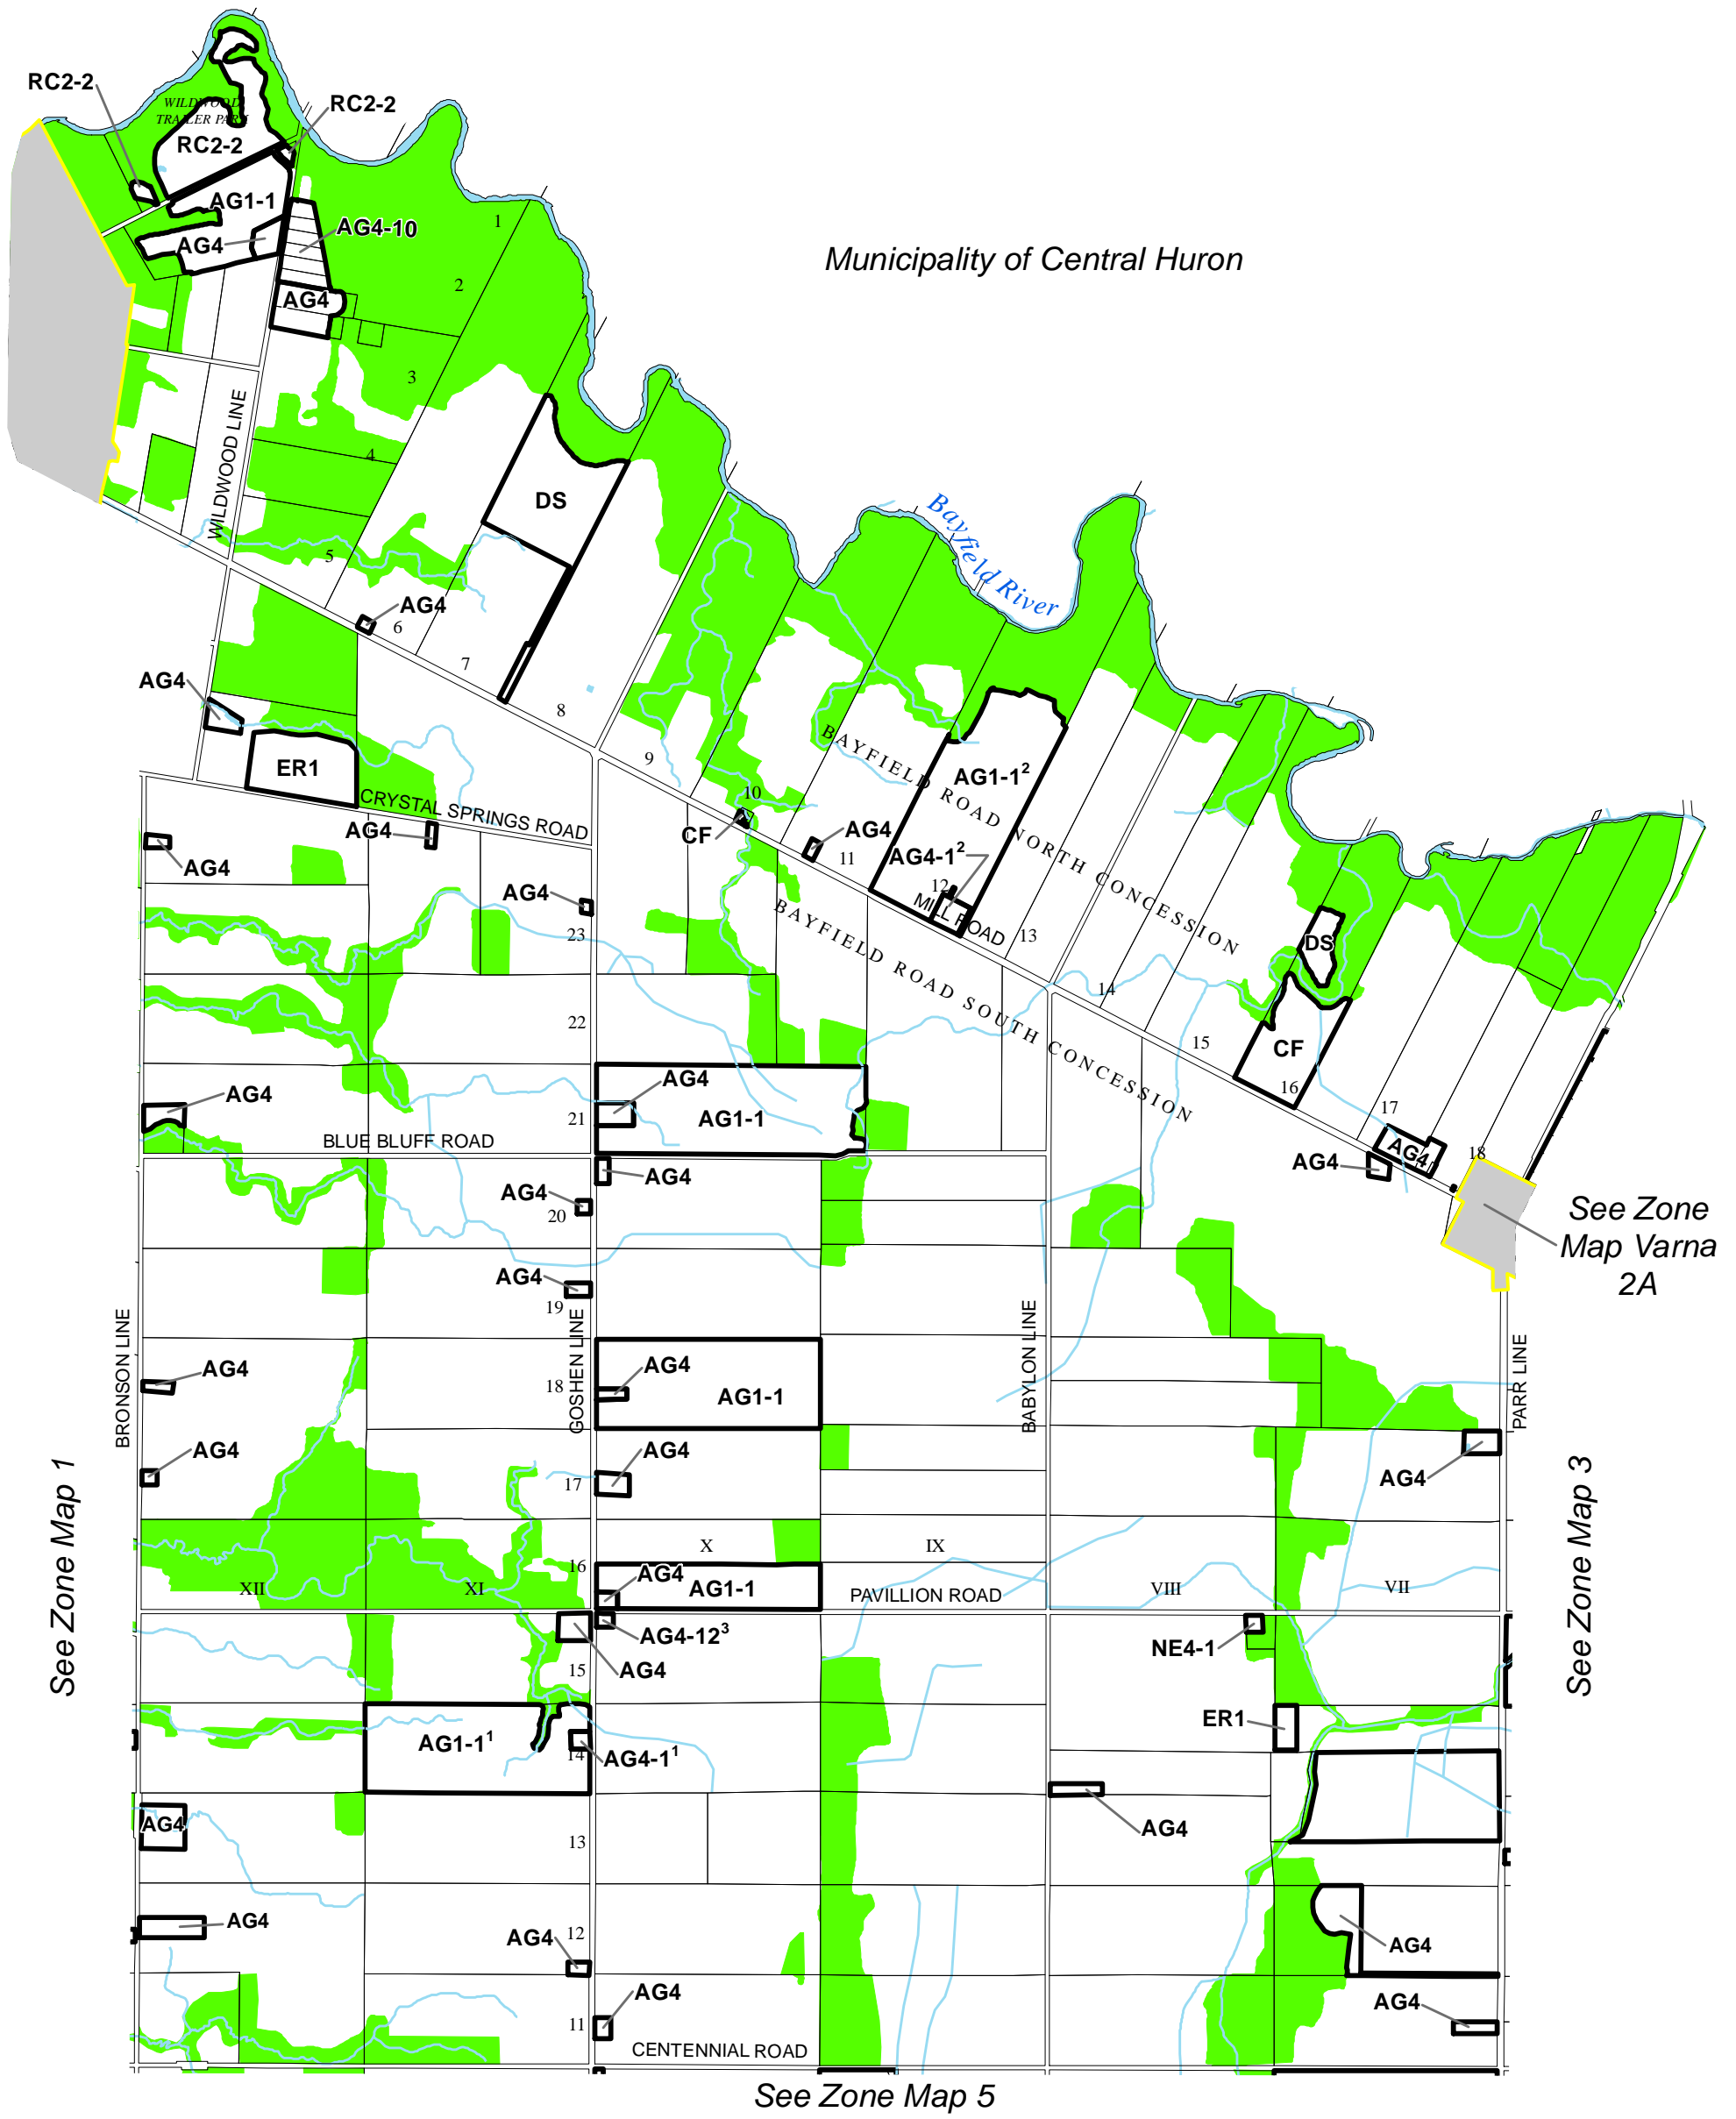 RC2-2
WILDWOOD
TRAILER PARK
RC2-2
RC2-2
AG1-1
AG4-10
AG4
AG4
1
2
Municipality of Central Huron
3
4
WILDWOOD LINE
DS
5
Bayfield River
AG4
6
7
8
AG4
ER1
9
10
CRYSTAL SPRINGS ROAD
BAYFIELD ROAD NORTH CONCESSION
AG1-1²
CF
AG4
11
AG4-1²
12
MILL ROAD
13
AG4
AG4
AG4
23
BAYFIELD ROAD SOUTH CONCESSION
DS
14
22
15
CF
16
AG4
AG4
21
AG1-1
17
BLUE BLUFF ROAD
AG4
AG4
18
AG4
AG4
20
See Zone
Map Varna
2A
AG4
19
BRONSON LINE
GOSHEN LINE
BABYLON LINE
PARR LINE
AG4
18
AG4
AG1-1
AG4
AG4
17
AG4
See Zone Map 1
See Zone Map 3
X
IX
16
AG4
AG1-1
XII
XI
PAVILLION ROAD
VIII
VII
AG4-12³
AG4
15
NE4-1
ER1
AG1-1¹
AG4-1¹
14
AG4
13
AG4
AG4
AG4
12
AG4
AG4
11
AG4
CENTENNIAL ROAD
See Zone Map 5